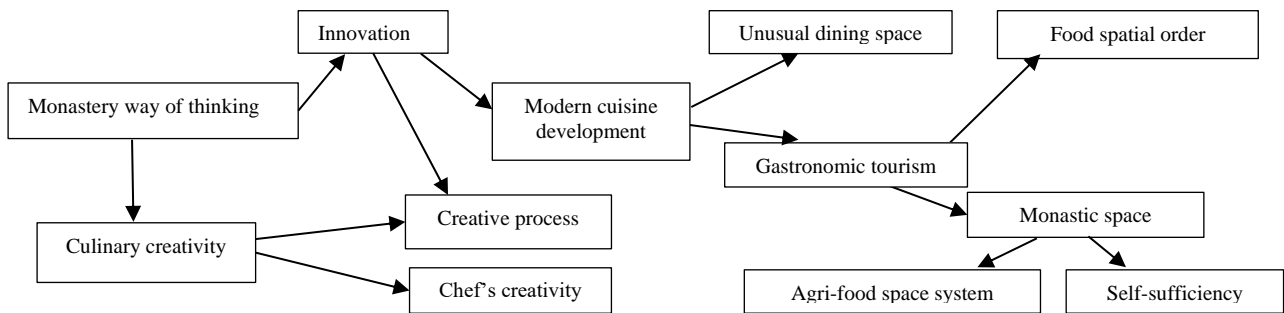 Innovation
Unusual dining space
Food spatial order
Monastery way of thinking
Modern cuisine
development
Gastronomic tourism
Creative process
Monastic space
Culinary creativity
Chef's creativity
Agri-food space system
Self-sufficiency